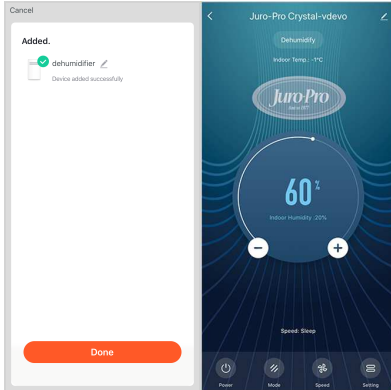 Cancel
Added.
dehumidifier
Device added successfully
Done
Juro-Pro Crystal-vdevo
Dehumidify
Indoor Temp.: -1°C
Juro-Pro
60%
Indoor Humidity :20%
Speed: Sleep
Power
Mode
Speed
Setting